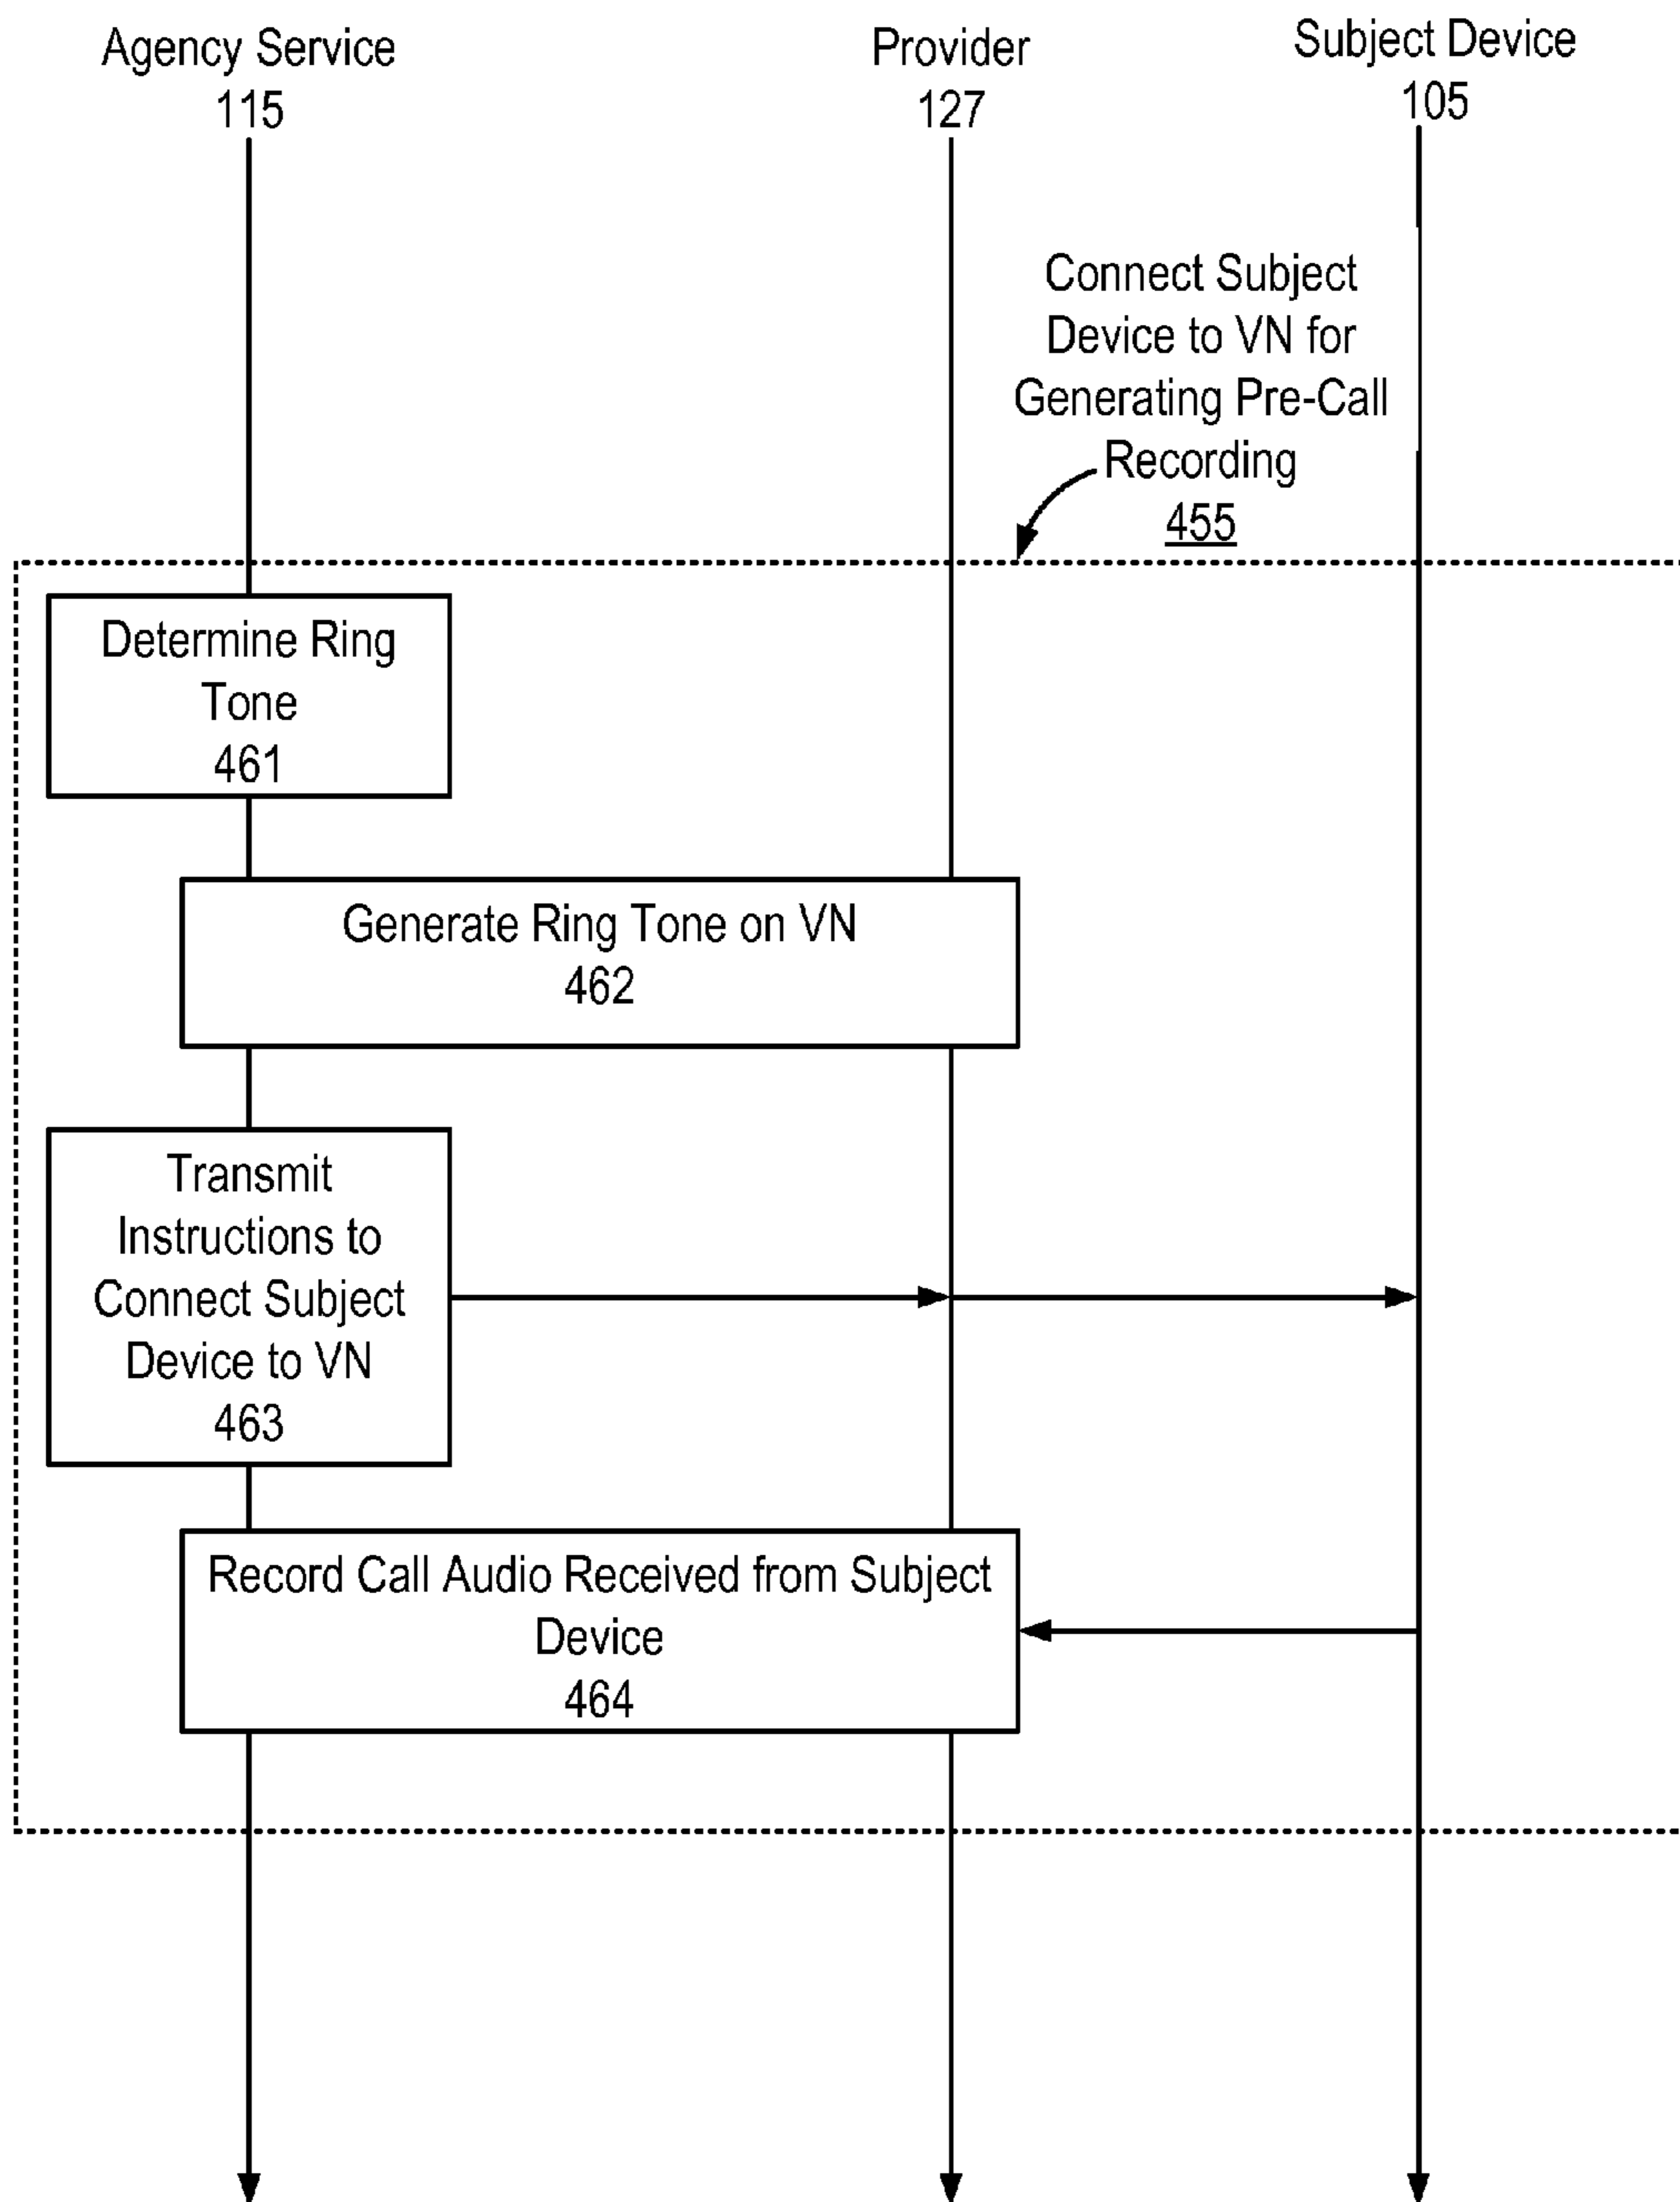 Agency Service
115
Provider
127
Subject Device
105
Connect Subject
Device to VN for
Generating Pre-Call
Recording
455
Determine Ring
Tone
461
Generate Ring Tone on VN
462
Transmit
Instructions to
Connect Subject
Device to VN
463
Record Call Audio Received from Subject
Device
464